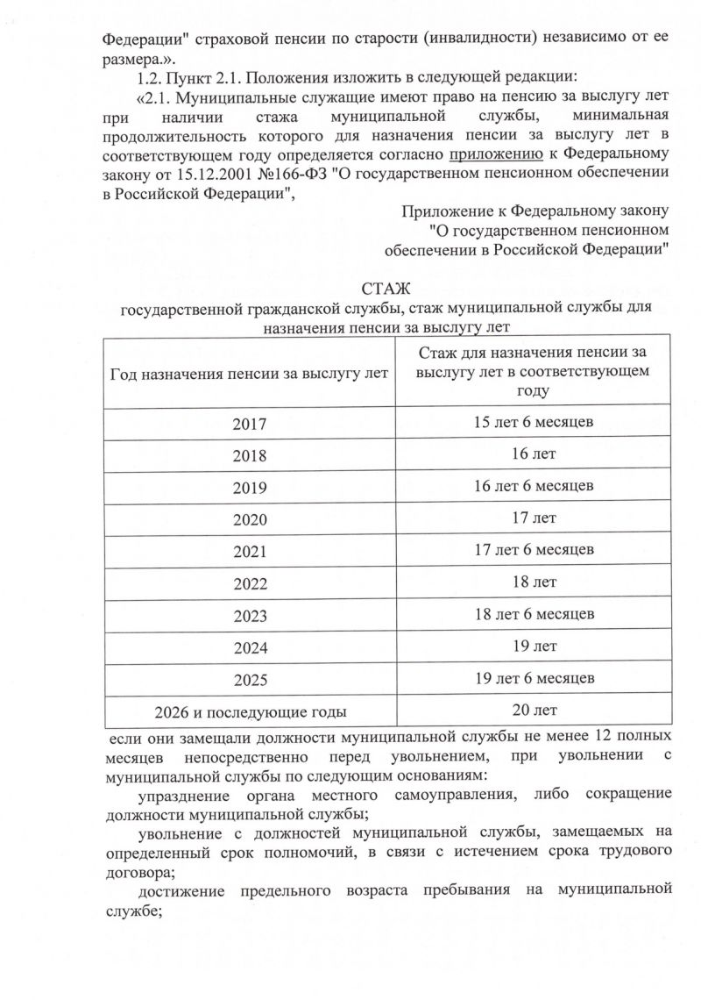 Федерации" страховой пенсии по старости (инвалидности) независимо от ее
размера.».
1.2. Пункт 2.1. Положения изложить в следующей редакции:
«2.1. Муниципальные служащие имеют право на пенсию за выслугу лет
при наличии стажа муниципальной службы, минимальная
продолжительность которого для назначения пенсии за выслугу лет в
соответствующем году определяется согласно приложению к Федеральному
закону от 15.12.2001 №166-ФЗ "О государственном пенсионном обеспечении
в Российской Федерации",
Приложение к Федеральному закону
"О государственном пенсионном
обеспечении в Российской Федерации"
СТАЖ
государственной гражданской службы, стаж муниципальной службы для
назначения пенсии за выслугу лет
Год назначения пенсии за выслугу лет
Стаж для назначения пенсии за
выслугу лет в соответствующем
году
2017 15 лет 6 месяцев
2018 16 лет
2019 16 лет 6 месяцев
2020 17 лет
2021 17 лет 6 месяцев
2022 18 лет
2023 18 лет 6 месяцев
2024 19 лет
2025 19 лет 6 месяцев
2026 и последующие годы 20 лет
если они замещали должности муниципальной службы не менее 12 полных
месяцев непосредственно перед увольнением, при увольнении с
муниципальной службы по следующим основаниям:
упразднение органа местного самоуправления, либо сокращение
должности муниципальной службы;
увольнение с должностей муниципальной службы, замещаемых на
определенный срок полномочий, в связи с истечением срока трудового
договора;
достижение предельного возраста пребывания на муниципальной
службе;